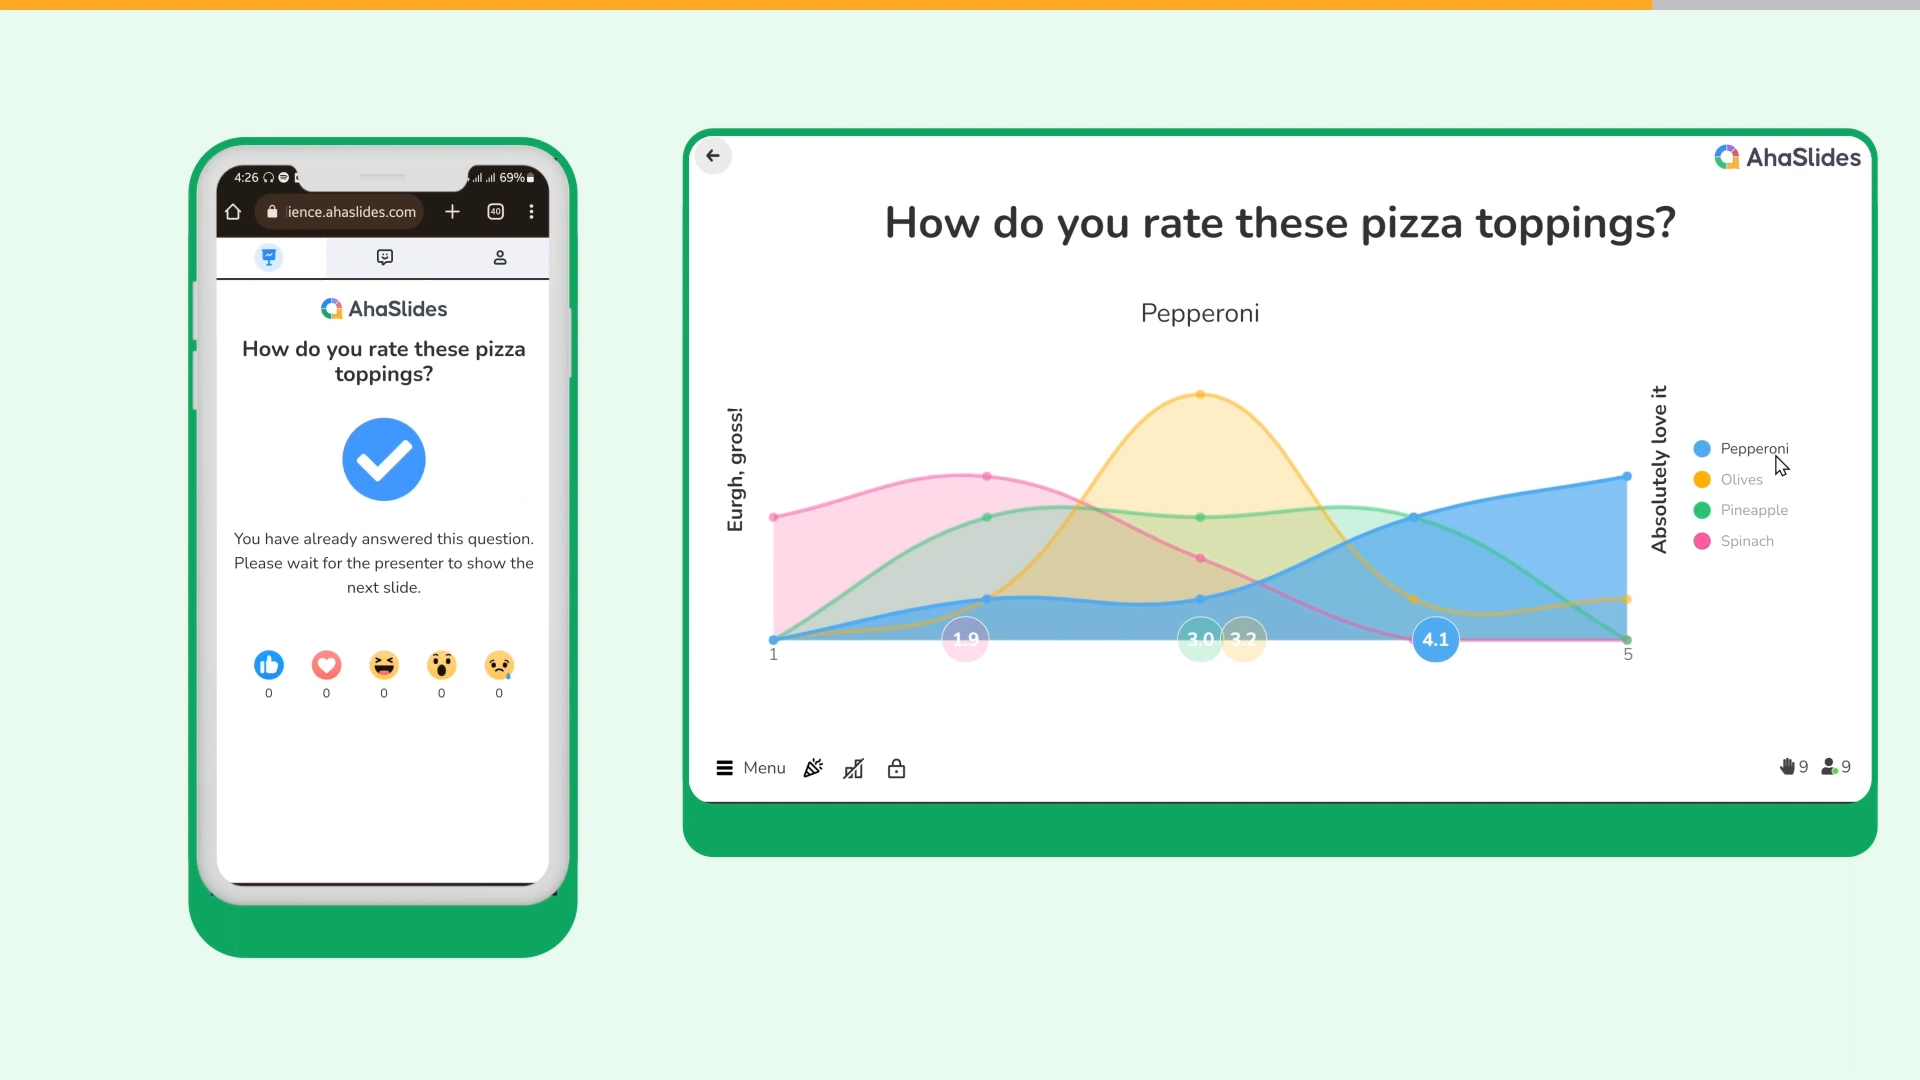 4:26
69%
ience.ahaslides.com
40
AhaSlides
How do you rate these pizza
toppings?
You have already answered this question.
Please wait for the presenter to show the
next slide.
0
0
0
0
0
AhaSlides
How do you rate these pizza toppings?
Pepperoni
Eurgh, gross!
Absolutely love it
Pepperoni
Olives
Pineapple
Spinach
1.9
3.0
3.2
4.1
1
5
Menu
9
9